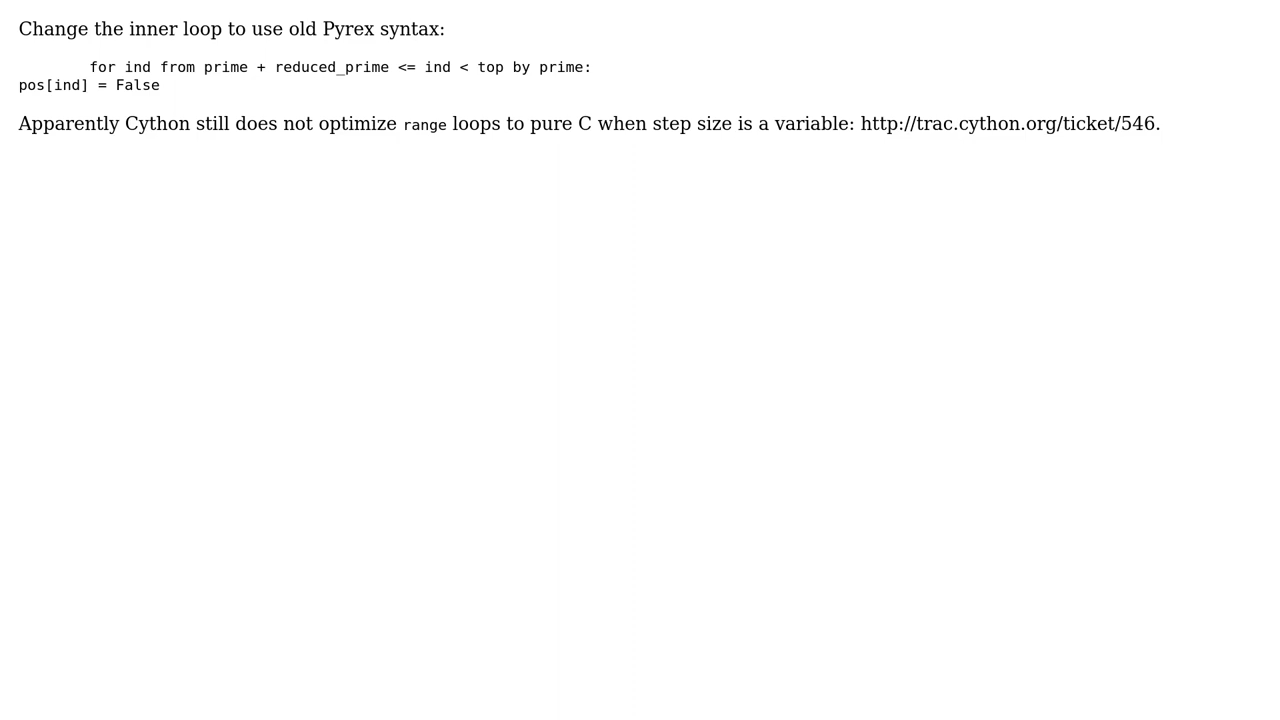 Change the inner loop to use old Pyrex syntax:
        for ind from prime + reduced_prime <= ind < top by prime:
pos[ind] = False
Apparently Cython still does not optimize range loops to pure C when step size is a variable: http://trac.cython.org/ticket/546.